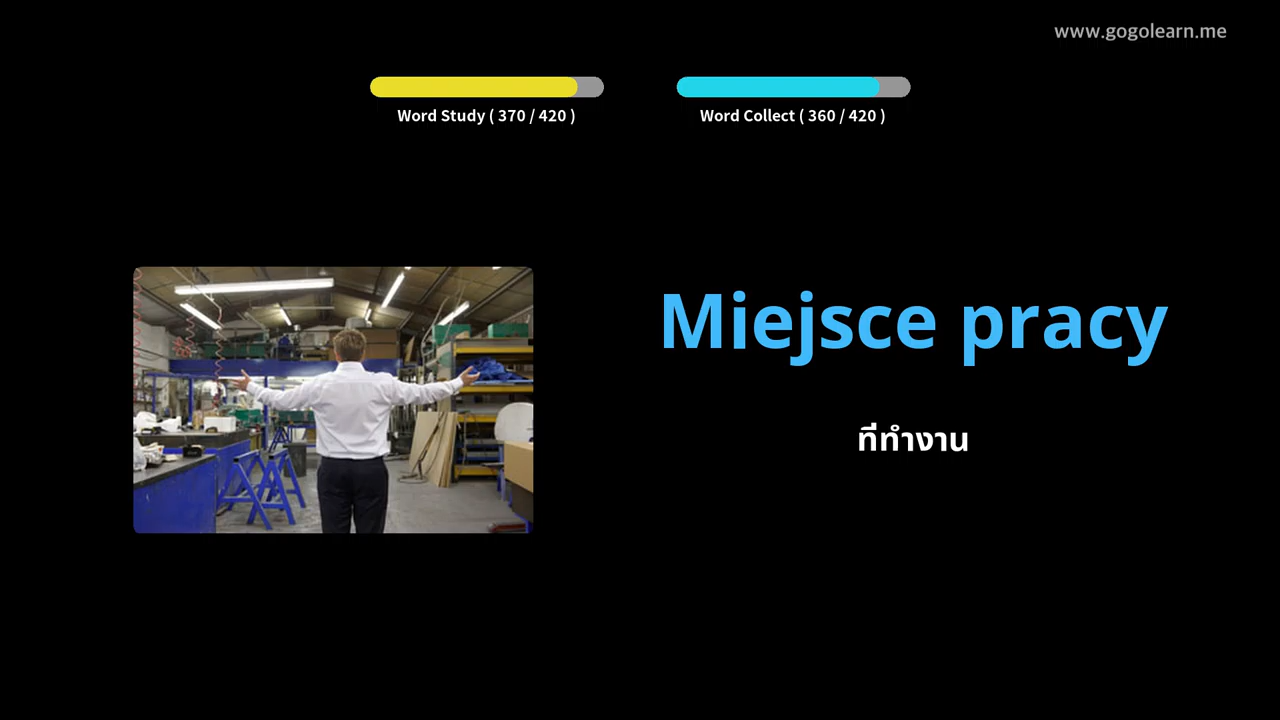 www.gogolearn.me
Word Study ( 370 / 420 )
Word Collect ( 360 / 420 )
Miejsce pracy
ที่ทำงาน